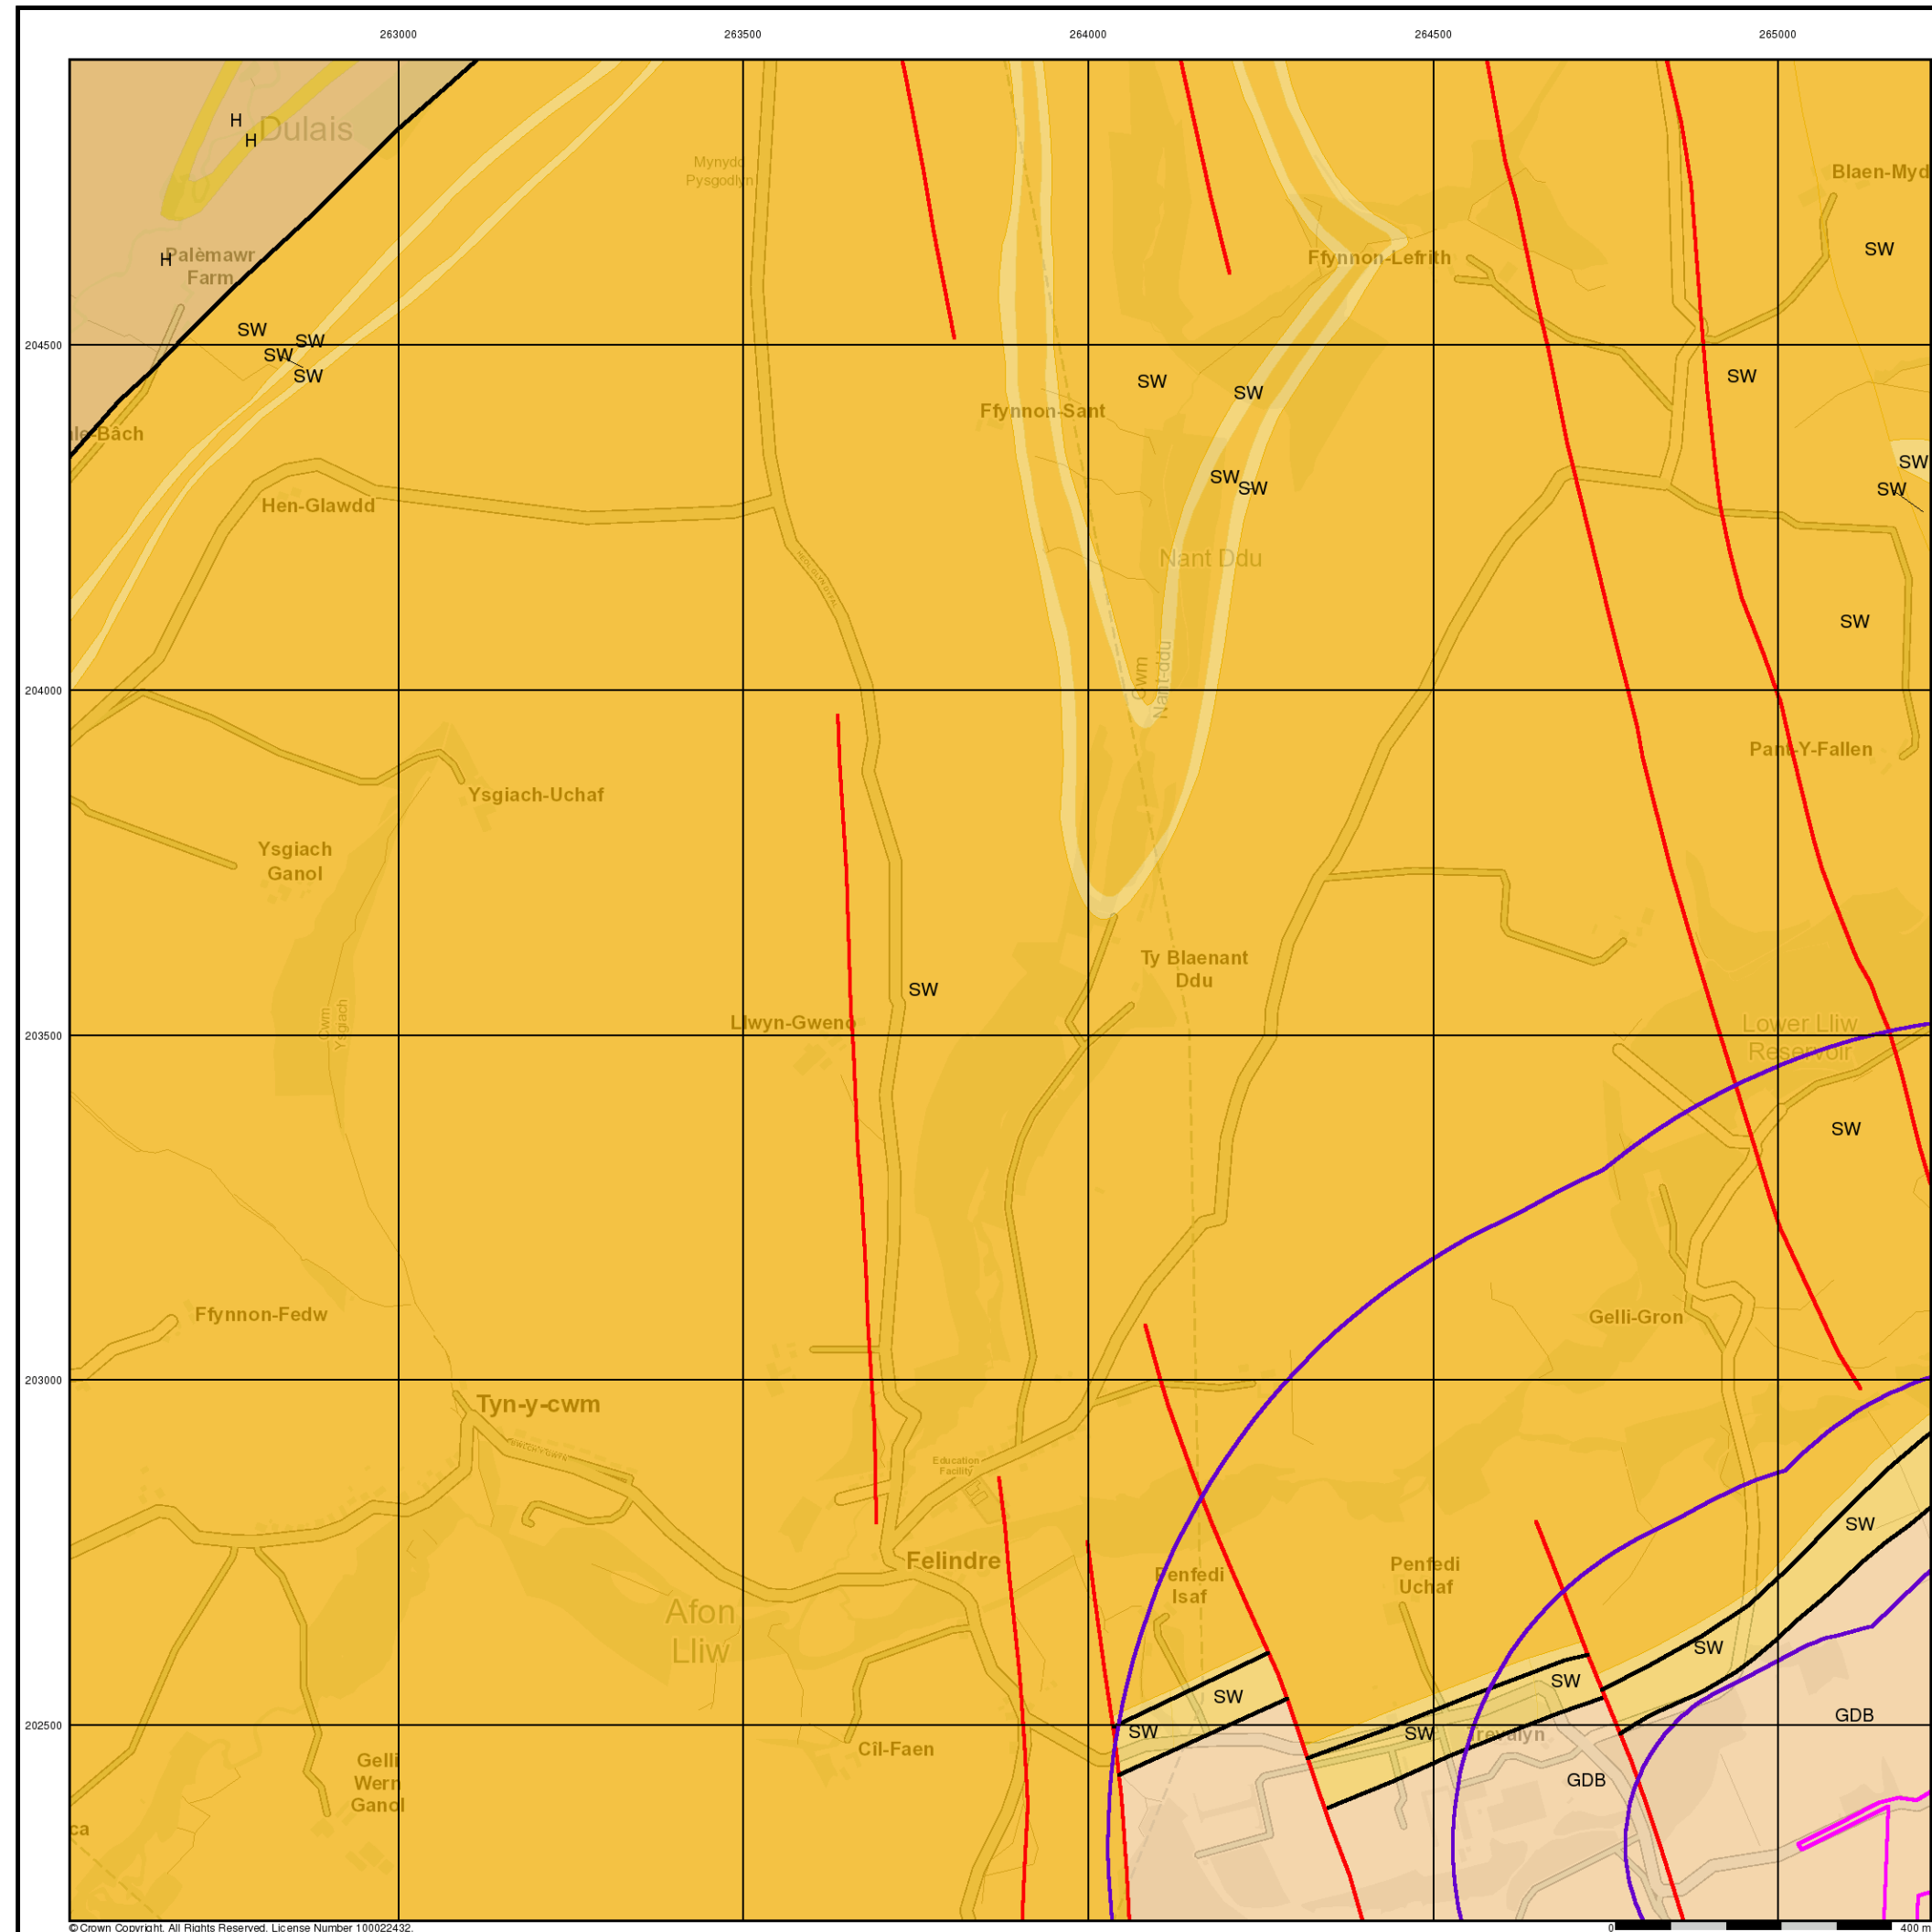 263000
263500
264000
264500
265000
H
H
Dulais
Mynydd
Pysgodlyn
Blaen-Myd
SW
Palèmawr
Farm
H
Ffynnon-Lefrith
SW
SW
SW
SW
204500
SW
SW
SW
Ffynnon-Sant
le-Bâch
SW
SW
SW
SW
Hen-Glawdd
Nant Ddu
HEOL GLYN-DYFAL
SW
Cwm
Nant-ddu
204000
Pant-Y-Fallen
Ysgiach-Uchaf
Ysgiach
Ganol
Ty Blaenant
Ddu
SW
Cwm
Ysgiach
Llwyn-Gweno
203500
Lower Lliw
Reservoir
SW
Ffynnon-Fedw
Gelli-Gron
203000
Tyn-y-cwm
Education
Facility
SW
Felindre
Penfedi
Isaf
Penfedi
Uchaf
Afon
Lliw
SW
SW
SW
SW
SW
202500
Trevalyn
GDB
Cîl-Faen
Gelli
Wern
Ganol
GDB
ca
© Crown Copyright. All Rights Reserved. License Number 100022432.
0
400 m